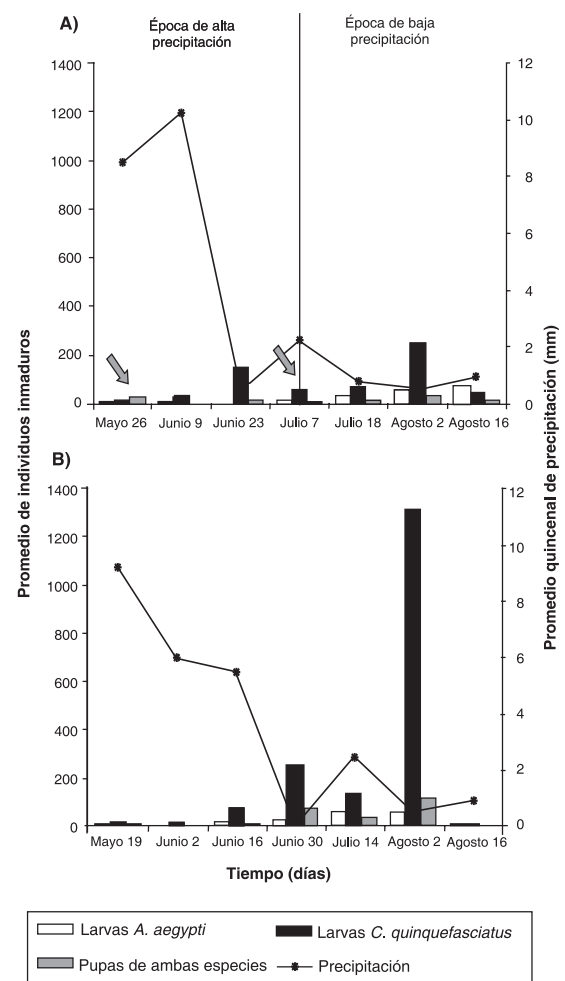 A)
Época de alta
precipitación
Época de baja
precipitación
1400
1200
1000
800
600
400
200
0
12
10
8
6
4
2
0
Mayo 26 Junio 9 Junio 23 Julio 7 Julio 18 Agosto 2 Agosto 16
Promedio de individuos inmaduros
Promedio quincenal de precipitación (mm)
B)
1400
1200
1000
800
600
400
200
0
12
10
8
6
4
2
0
Mayo 19 Junio 2 Junio 16 Junio 30 Julio 14 Agosto 2 Agosto 16
Tiempo (días)
Larvas A. aegypti
Larvas C. quinquefasciatus
Pupas de ambas especies
Precipitación